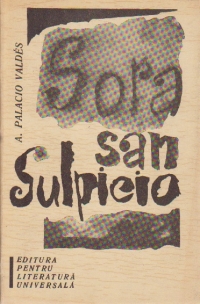 A. PALACIO VALDÉS
Sora
san
Sulpicio
EDITURA
PENTRU
LITERATURĂ
UNIVERSALĂ